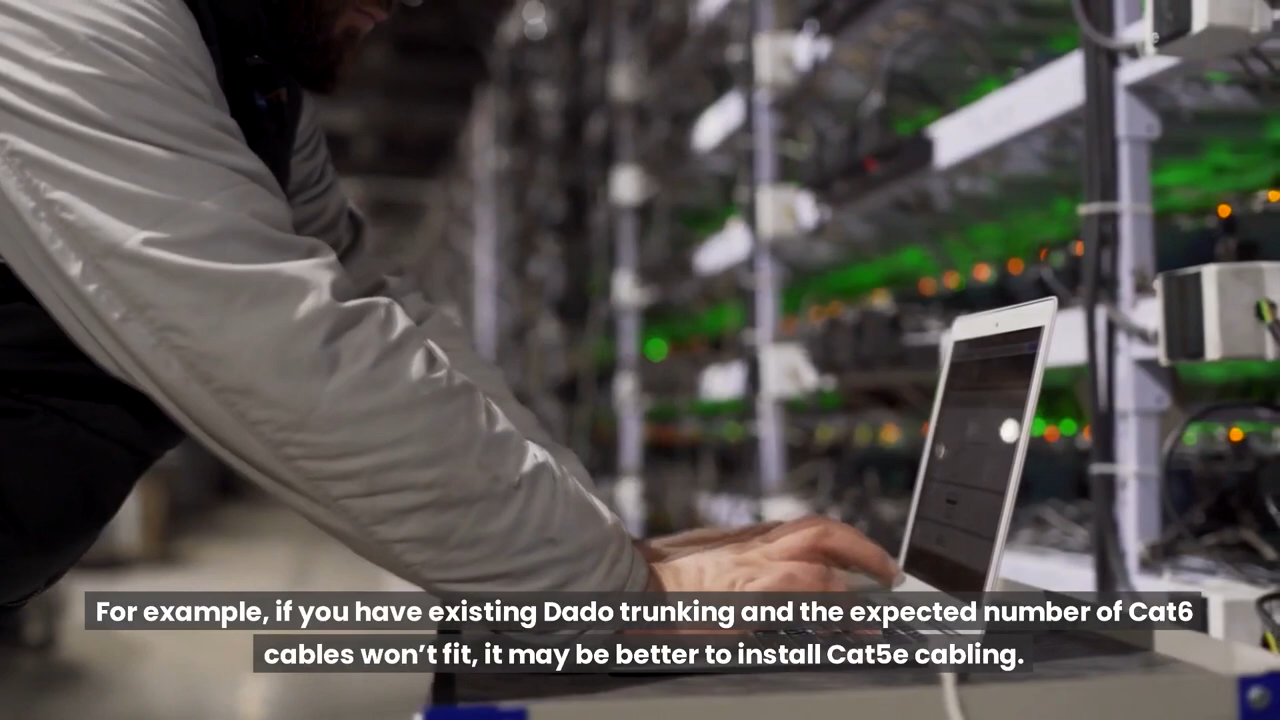 For example, if you have existing Dado trunking and the expected number of Cat6
cables won’t fit, it may be better to install Cat5e cabling.